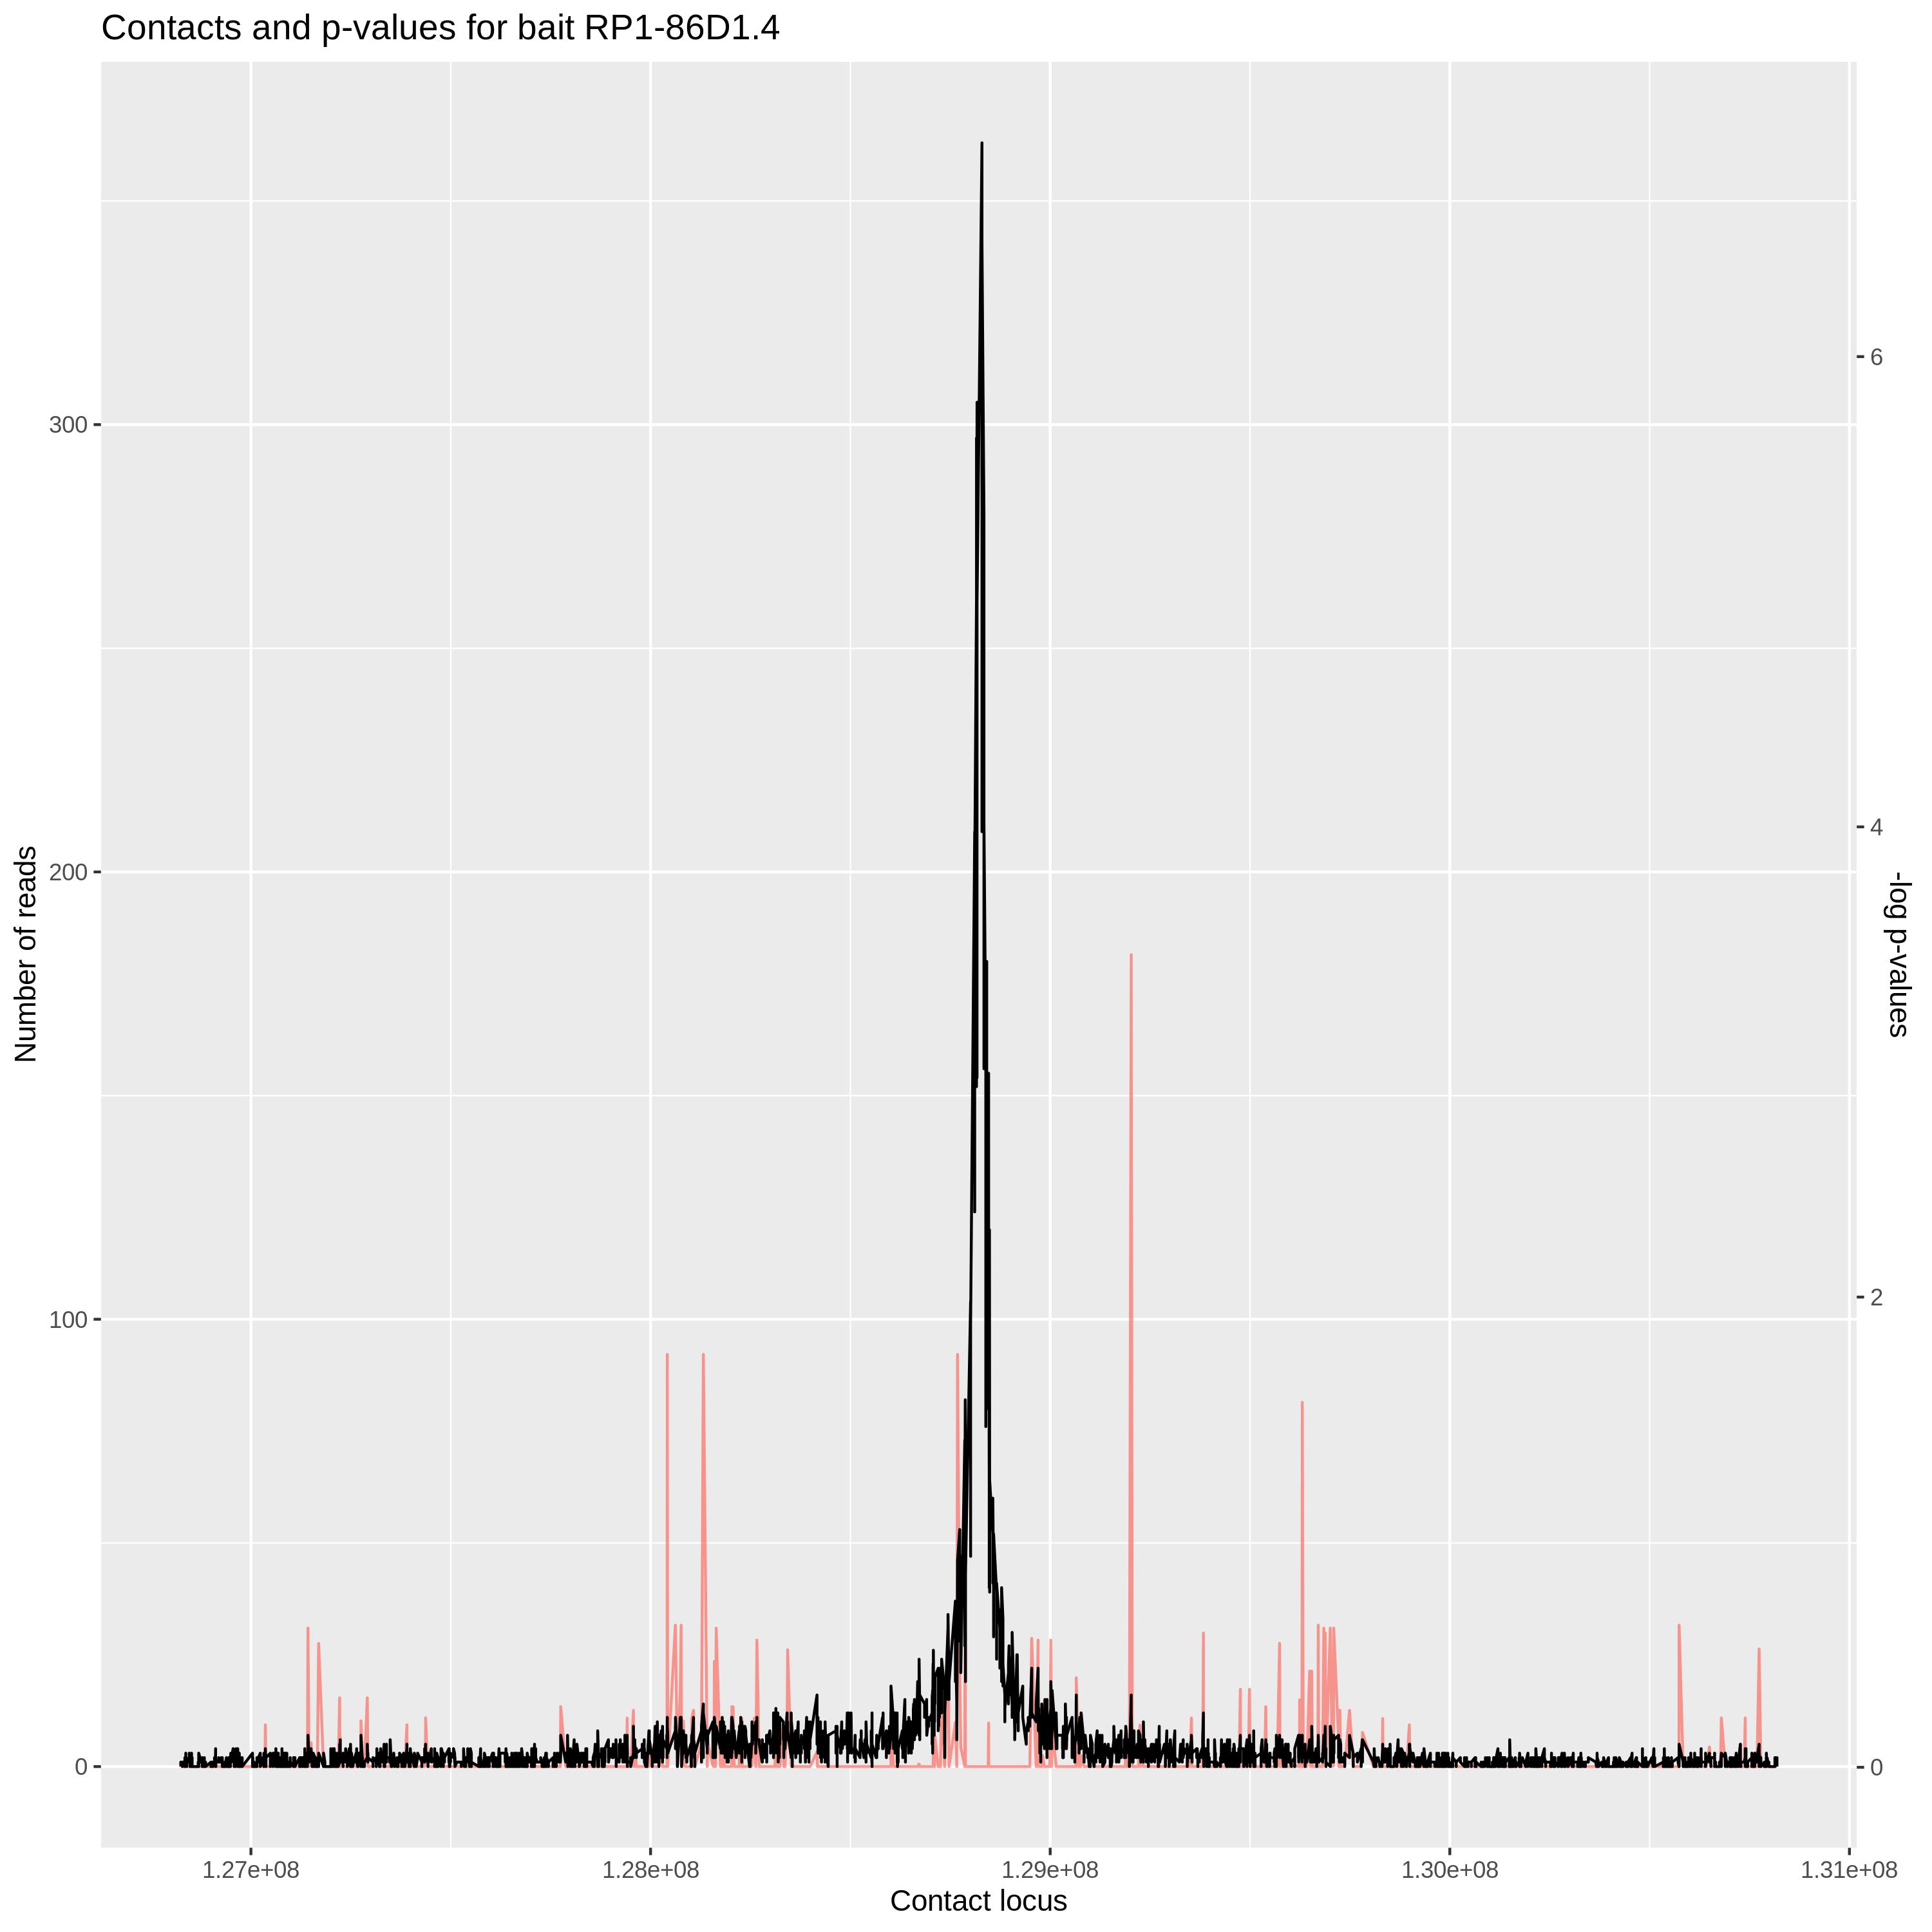 Contacts and p-values for bait RP1-86D1.4
Number of reads
300
200
100
0
6
4
2
0
-log p-values
1.27e+08
1.28e+08
1.29e+08
1.30e+08
1.31e+08
Contact locus